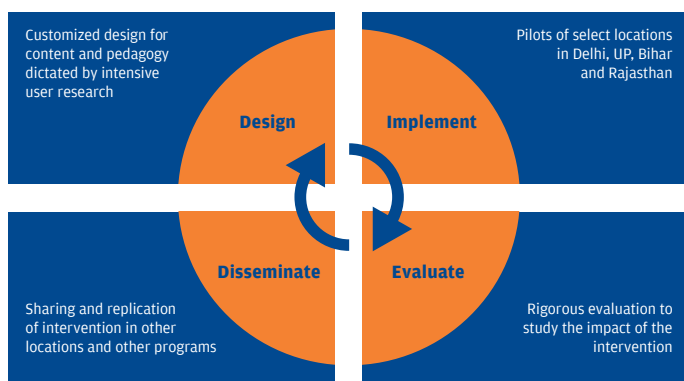 Customized design for
content and pedagogy
dictated by intensive
user research
Design
Pilots of select locations
in Delhi, UP, Bihar
and Rajasthan
Implement
Disseminate
Sharing and replication
of intervention in other
locations and other programs
Evaluate
Rigorous evaluation to
study the impact of the
intervention